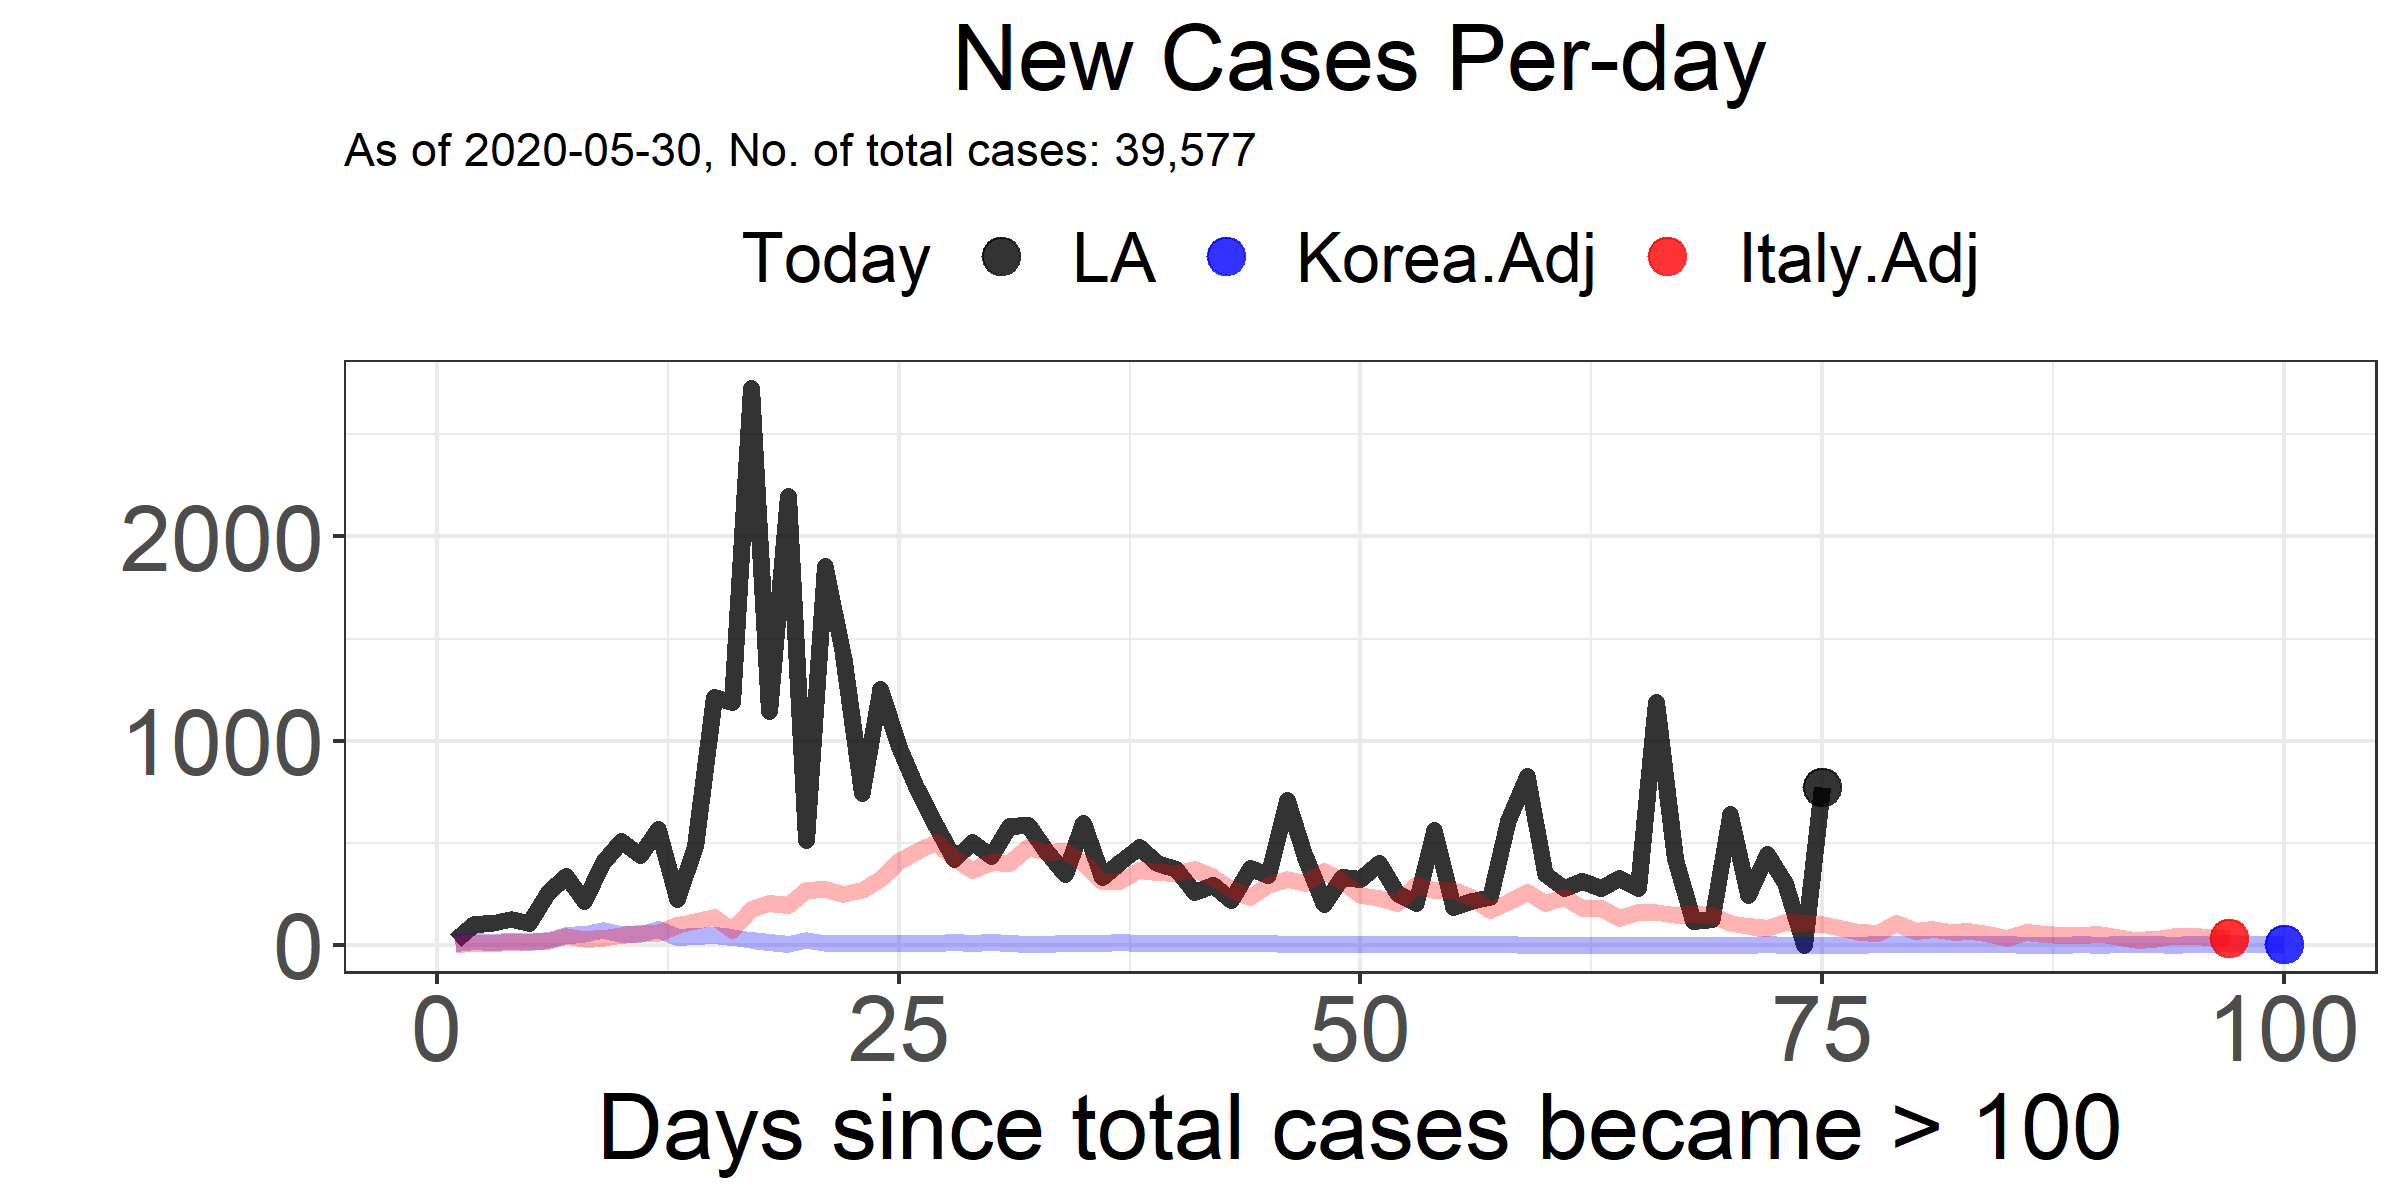 New Cases Per-day
As of 2020-05-30, No. of total cases: 39,577
Today LA Korea.Adj Italy.Adj
2000
1000
0
0 25 50 75 100
Days since total cases became > 100